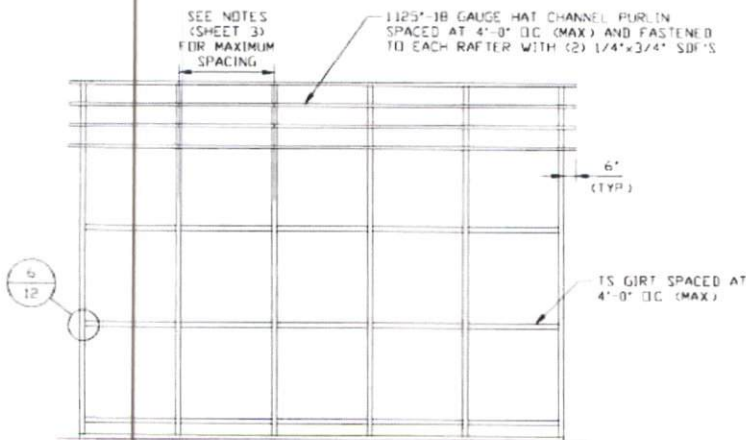 SEE NOTES
(SHEET 3)
FOR MAXIMUM
SPACING
1.125"-18 GAUGE HAT CHANNEL PURLIN
SPACED AT 4'-0" O.C. (MAX) AND FASTENED
TO EACH RAFTER WITH (2) 1/4"x3/4" SDF'S
6"
(TYP.)
6
12
TS GIRT SPACED AT
4'-0" O.C. (MAX)